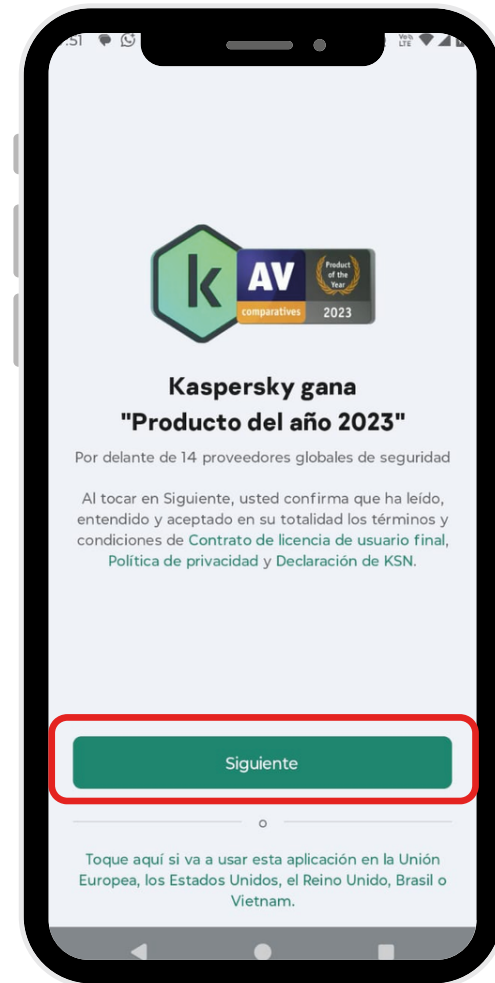 :51
VoLTE
k
AV
comparatives
Product
of the
Year
2023
Kaspersky gana
"Producto del año 2023"
Por delante de 14 proveedores globales de seguridad
Al tocar en Siguiente, usted confirma que ha leído,
entendido y aceptado en su totalidad los términos y
condiciones de Contrato de licencia de usuario final,
Política de privacidad y Declaración de KSN.
Siguiente
o
Toque aquí si va a usar esta aplicación en la Unión
Europea, los Estados Unidos, el Reino Unido, Brasil o
Vietnam.